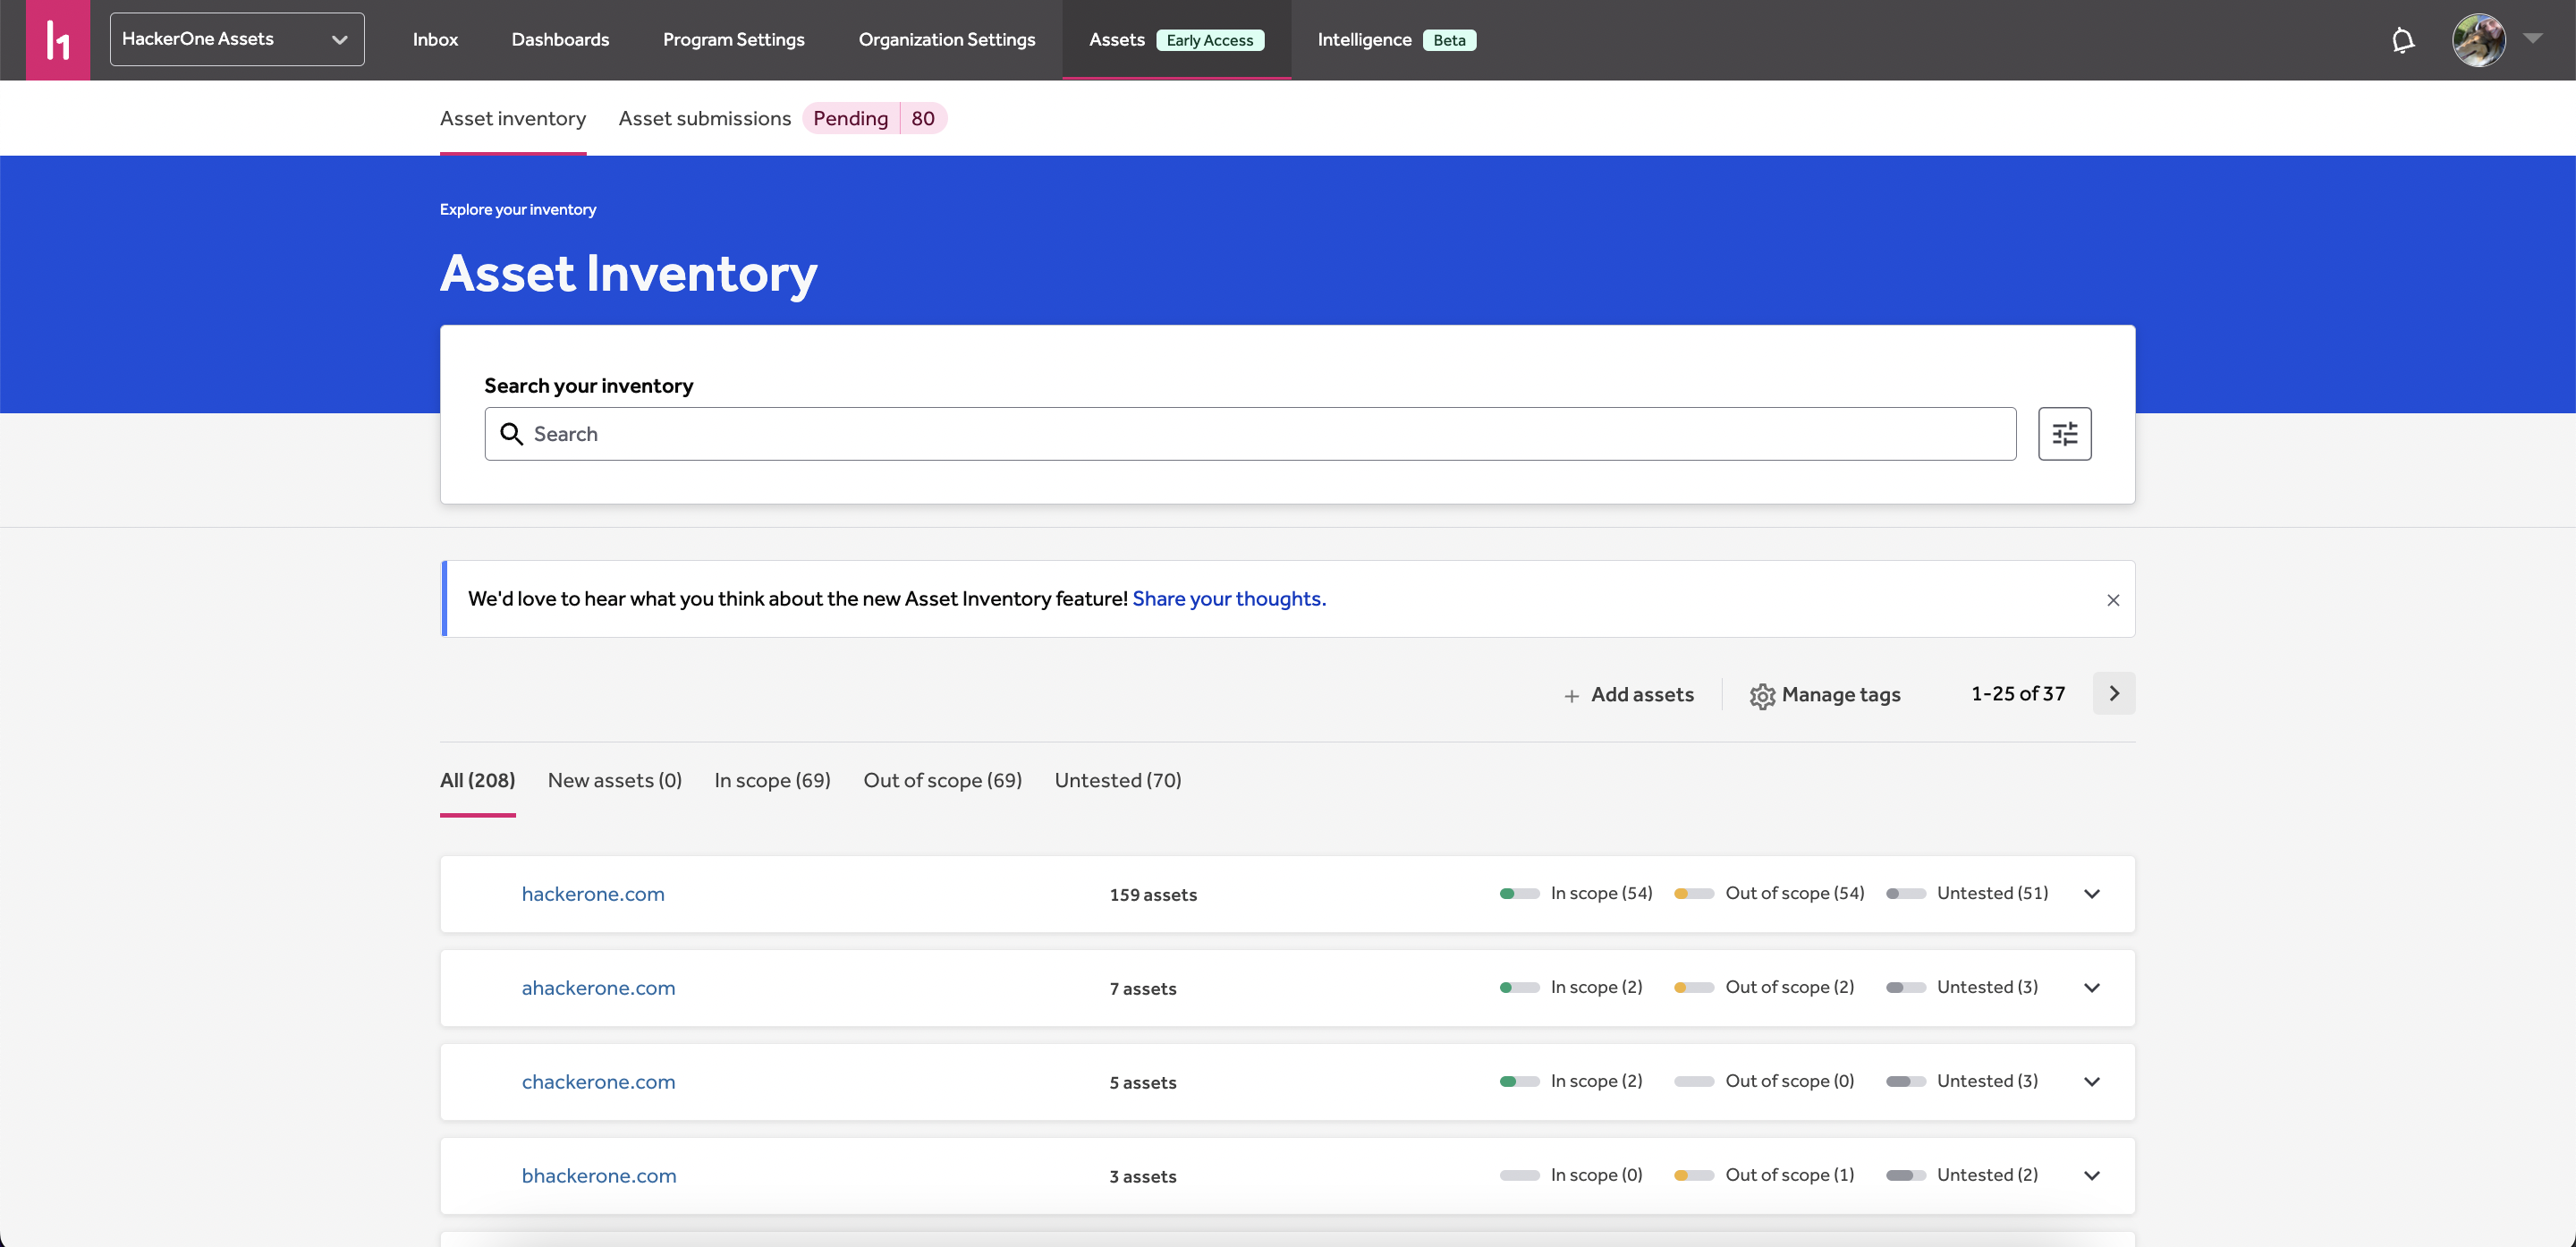 h1 HackerOne Assets Inbox Dashboards Program Settings Organization Settings Assets Early Access Intelligence Beta
Asset inventory Asset submissions Pending 80
Explore your inventory
Asset Inventory
Search your inventory
Search
We'd love to hear what you think about the new Asset Inventory feature! Share your thoughts.
Add assets Manage tags 1-25 of 37
All (208) New assets (0) In scope (69) Out of scope (69) Untested (70)
hackerone.com 159 assets In scope (54) Out of scope (54) Untested (51)
ahackerone.com 7 assets In scope (2) Out of scope (2) Untested (3)
chackerone.com 5 assets In scope (2) Out of scope (0) Untested (3)
bhackerone.com 3 assets In scope (0) Out of scope (1) Untested (2)